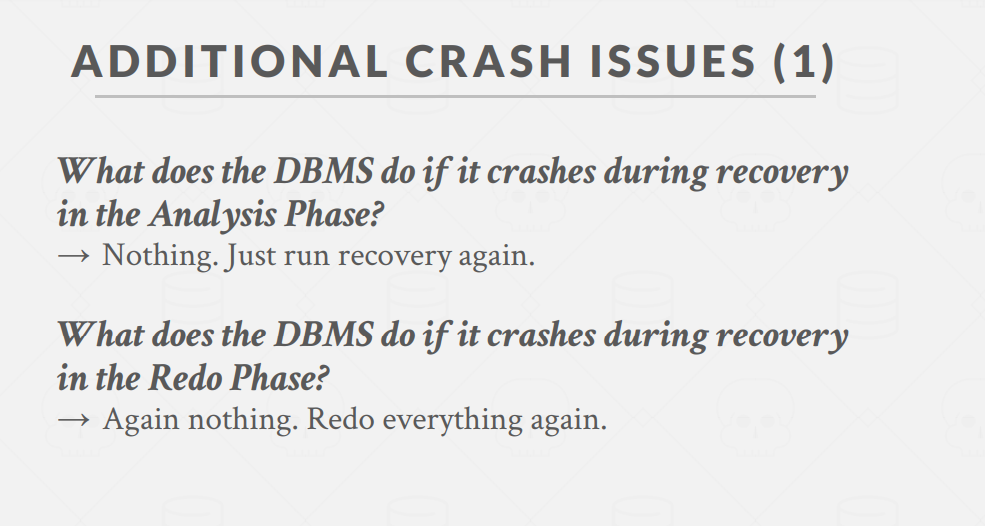 ADDITIONAL CRASH ISSUES (1)
What does the DBMS do if it crashes during recovery
in the Analysis Phase?
→ Nothing. Just run recovery again.
What does the DBMS do if it crashes during recovery
in the Redo Phase?
→ Again nothing. Redo everything again.